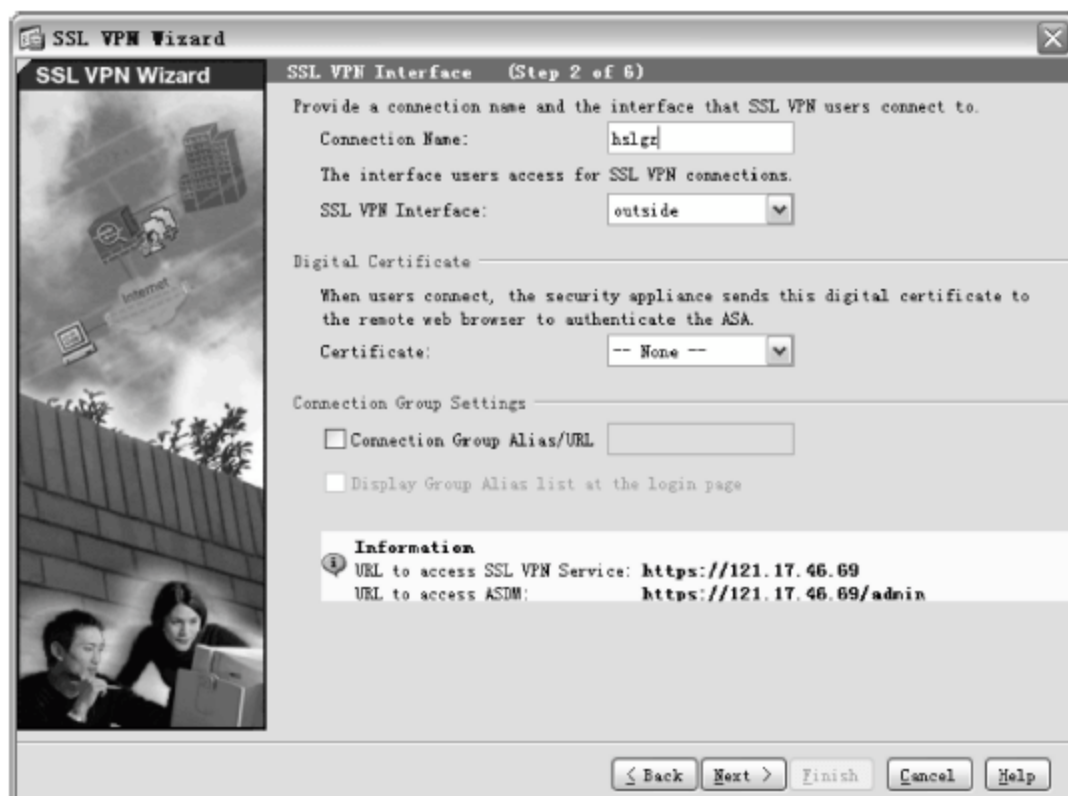 SSL VPN Wizard
SSL VPN Wizard
SSL VPN Interface (Step 2 of 6)
Provide a connection name and the interface that SSL VPN users connect to.
Connection Name: hslgz
The interface users access for SSL VPN connections.
SSL VPN Interface: outside
Digital Certificate
When users connect, the security appliance sends this digital certificate to
the remote web browser to authenticate the ASA.
Certificate: -- None --
Connection Group Settings
Connection Group Alias/URL
Display Group Alias list at the login page
Information
URL to access SSL VPN Service: https://121.17.46.69
URL to access ASDM: https://121.17.46.69/admin
Internet
< Back Next > Finish Cancel Help